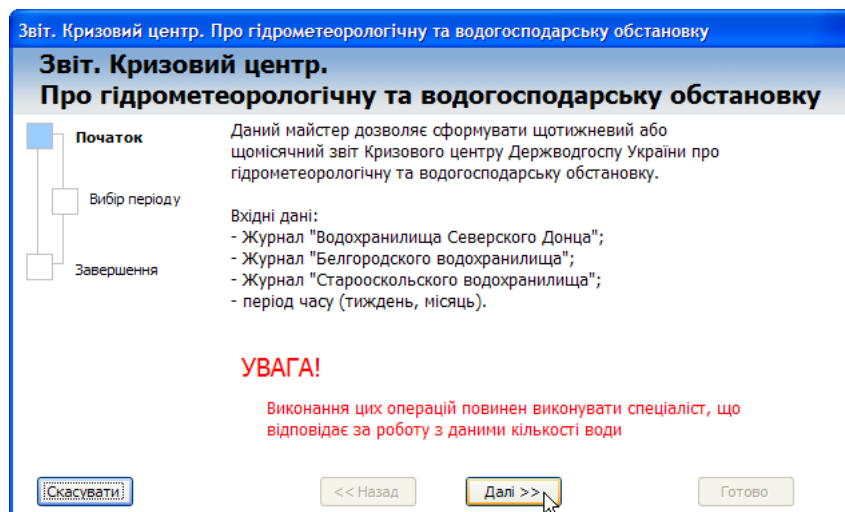 Звіт. Кризовий центр. Про гідрометеорологічну та водогосподарську обстановку
Звіт. Кризовий центр.
Про гідрометеорологічну та водогосподарську обстановку
Початок
Вибір періоду
Завершення
Даний майстер дозволяє сформувати щотижневий або
щомісячний звіт Кризового центру Держводгоспу України про
гідрометеорологічну та водогосподарську обстановку.
Вхідні дані:
- Журнал "Водохранилища Северского Донца";
- Журнал "Белгородского водохранилища";
- Журнал "Старооскольского водохранилища";
- період часу (тиждень, місяць).
УВАГА!
Виконання цих операцій повинен виконувати спеціаліст, що
відповідає за роботу з даними кількості води
Скасувати
<< Назад
Далі >>
Готово